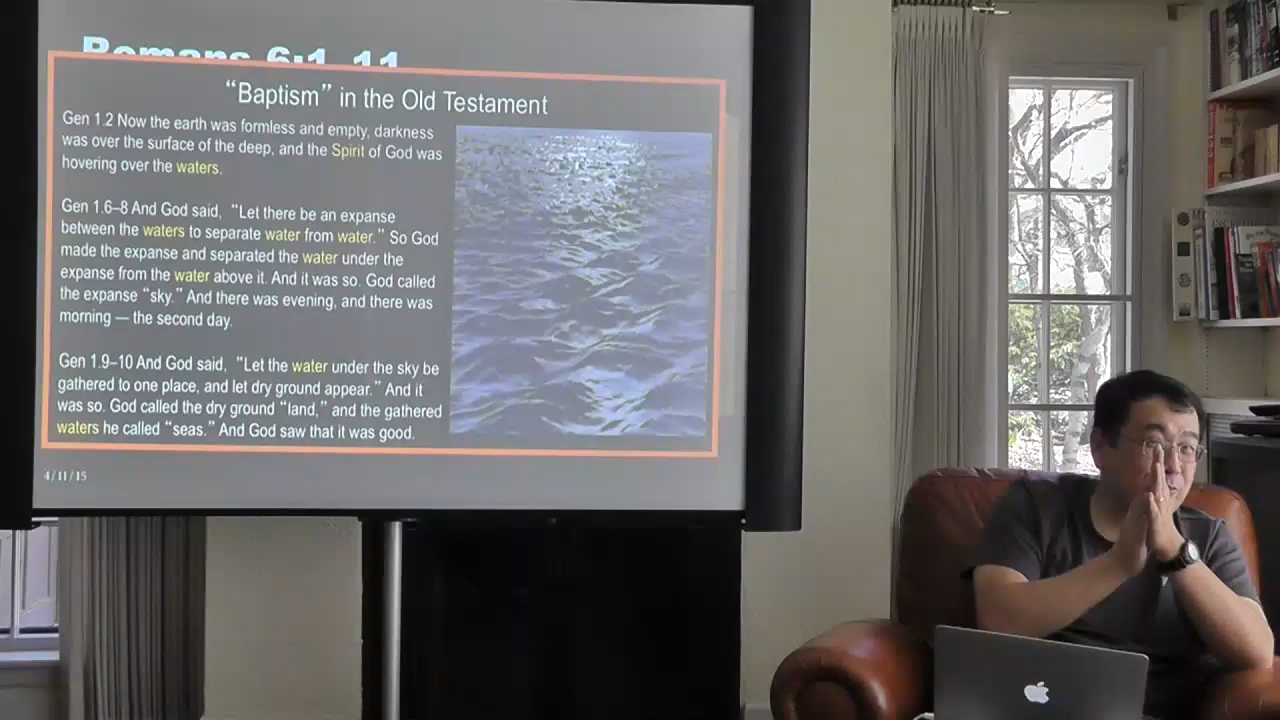 Romans 6:1–11
“Baptism” in the Old Testament
Gen 1.2 Now the earth was formless and empty, darkness
was over the surface of the deep, and the Spirit of God was
hovering over the waters.
Gen 1.6–8 And God said, “Let there be an expanse
between the waters to separate water from water.” So God
made the expanse and separated the water under the
expanse from the water above it. And it was so. God called
the expanse “sky.” And there was evening, and there was
morning — the second day.
Gen 1.9–10 And God said, “Let the water under the sky be
gathered to one place, and let dry ground appear.” And it
was so. God called the dry ground “land,” and the gathered
waters he called “seas.” And God saw that it was good.
4/11/15